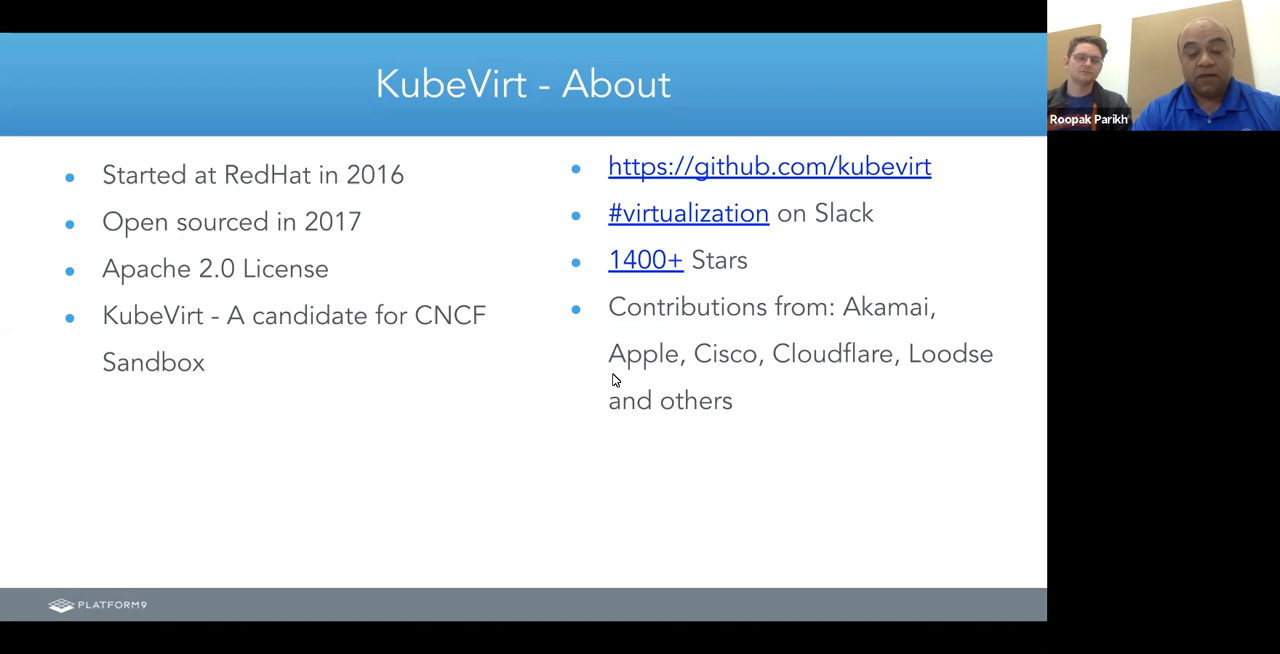 KubeVirt - About
Started at RedHat in 2016
Open sourced in 2017
Apache 2.0 License
KubeVirt - A candidate for CNCF
Sandbox
https://github.com/kubevirt
#virtualization on Slack
1400+ Stars
Contributions from: Akamai,
Apple, Cisco, Cloudflare, Loodse
and others
PLATFORM9
Roopak Parikh